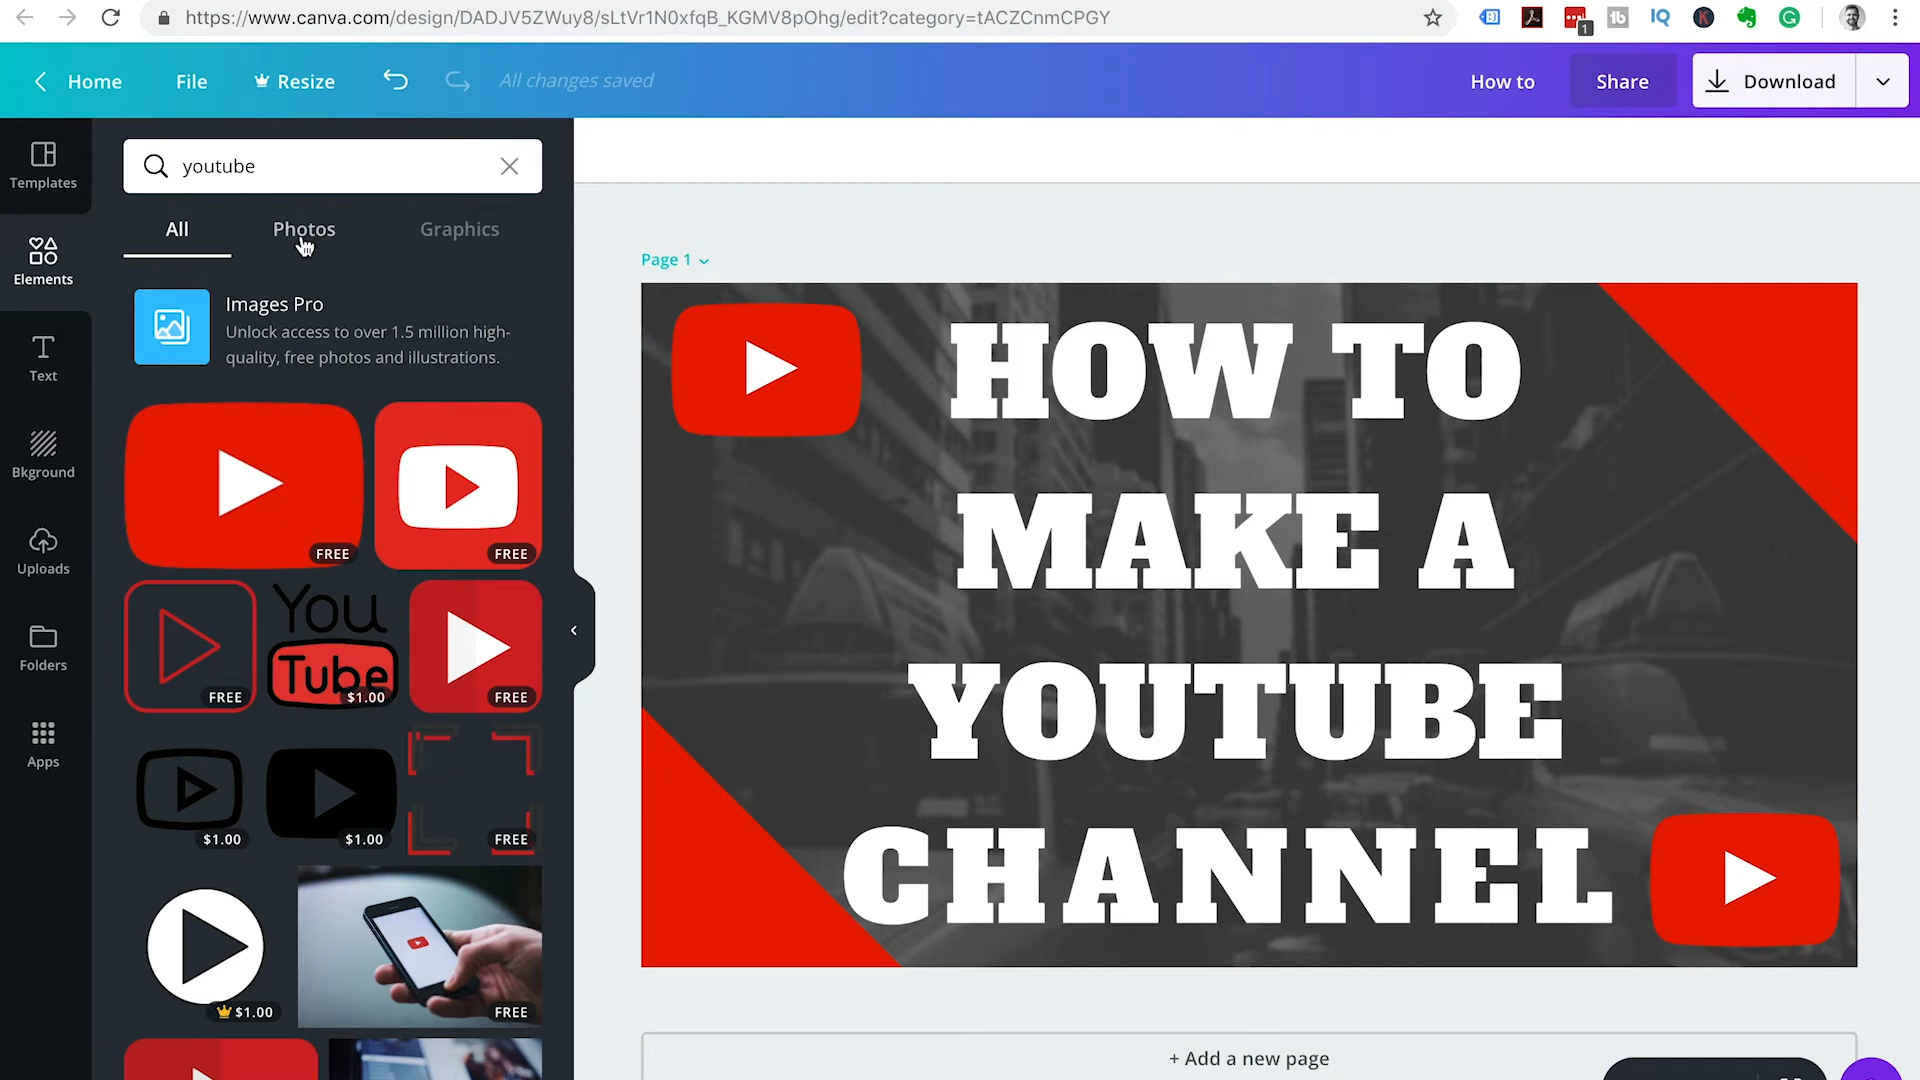 https://www.canva.com/design/DADJV5ZWuy8/sLtVr1N0xfqB_KGMV8pOhg/edit?category=tACZCnmCPGY
1
tb
IQ
K
G
Home
File
Resize
All changes saved
How to
Share
Download
Templates
Elements
Text
Bkground
Uploads
Folders
Apps
youtube
All
Photos
Graphics
Images Pro
Unlock access to over 1.5 million high-
quality, free photos and illustrations.
FREE
FREE
FREE
You
Tube
$1.00
FREE
$1.00
$1.00
FREE
$1.00
FREE
Page 1
HOW TO
MAKE A
YOUTUBE
CHANNEL
+ Add a new page